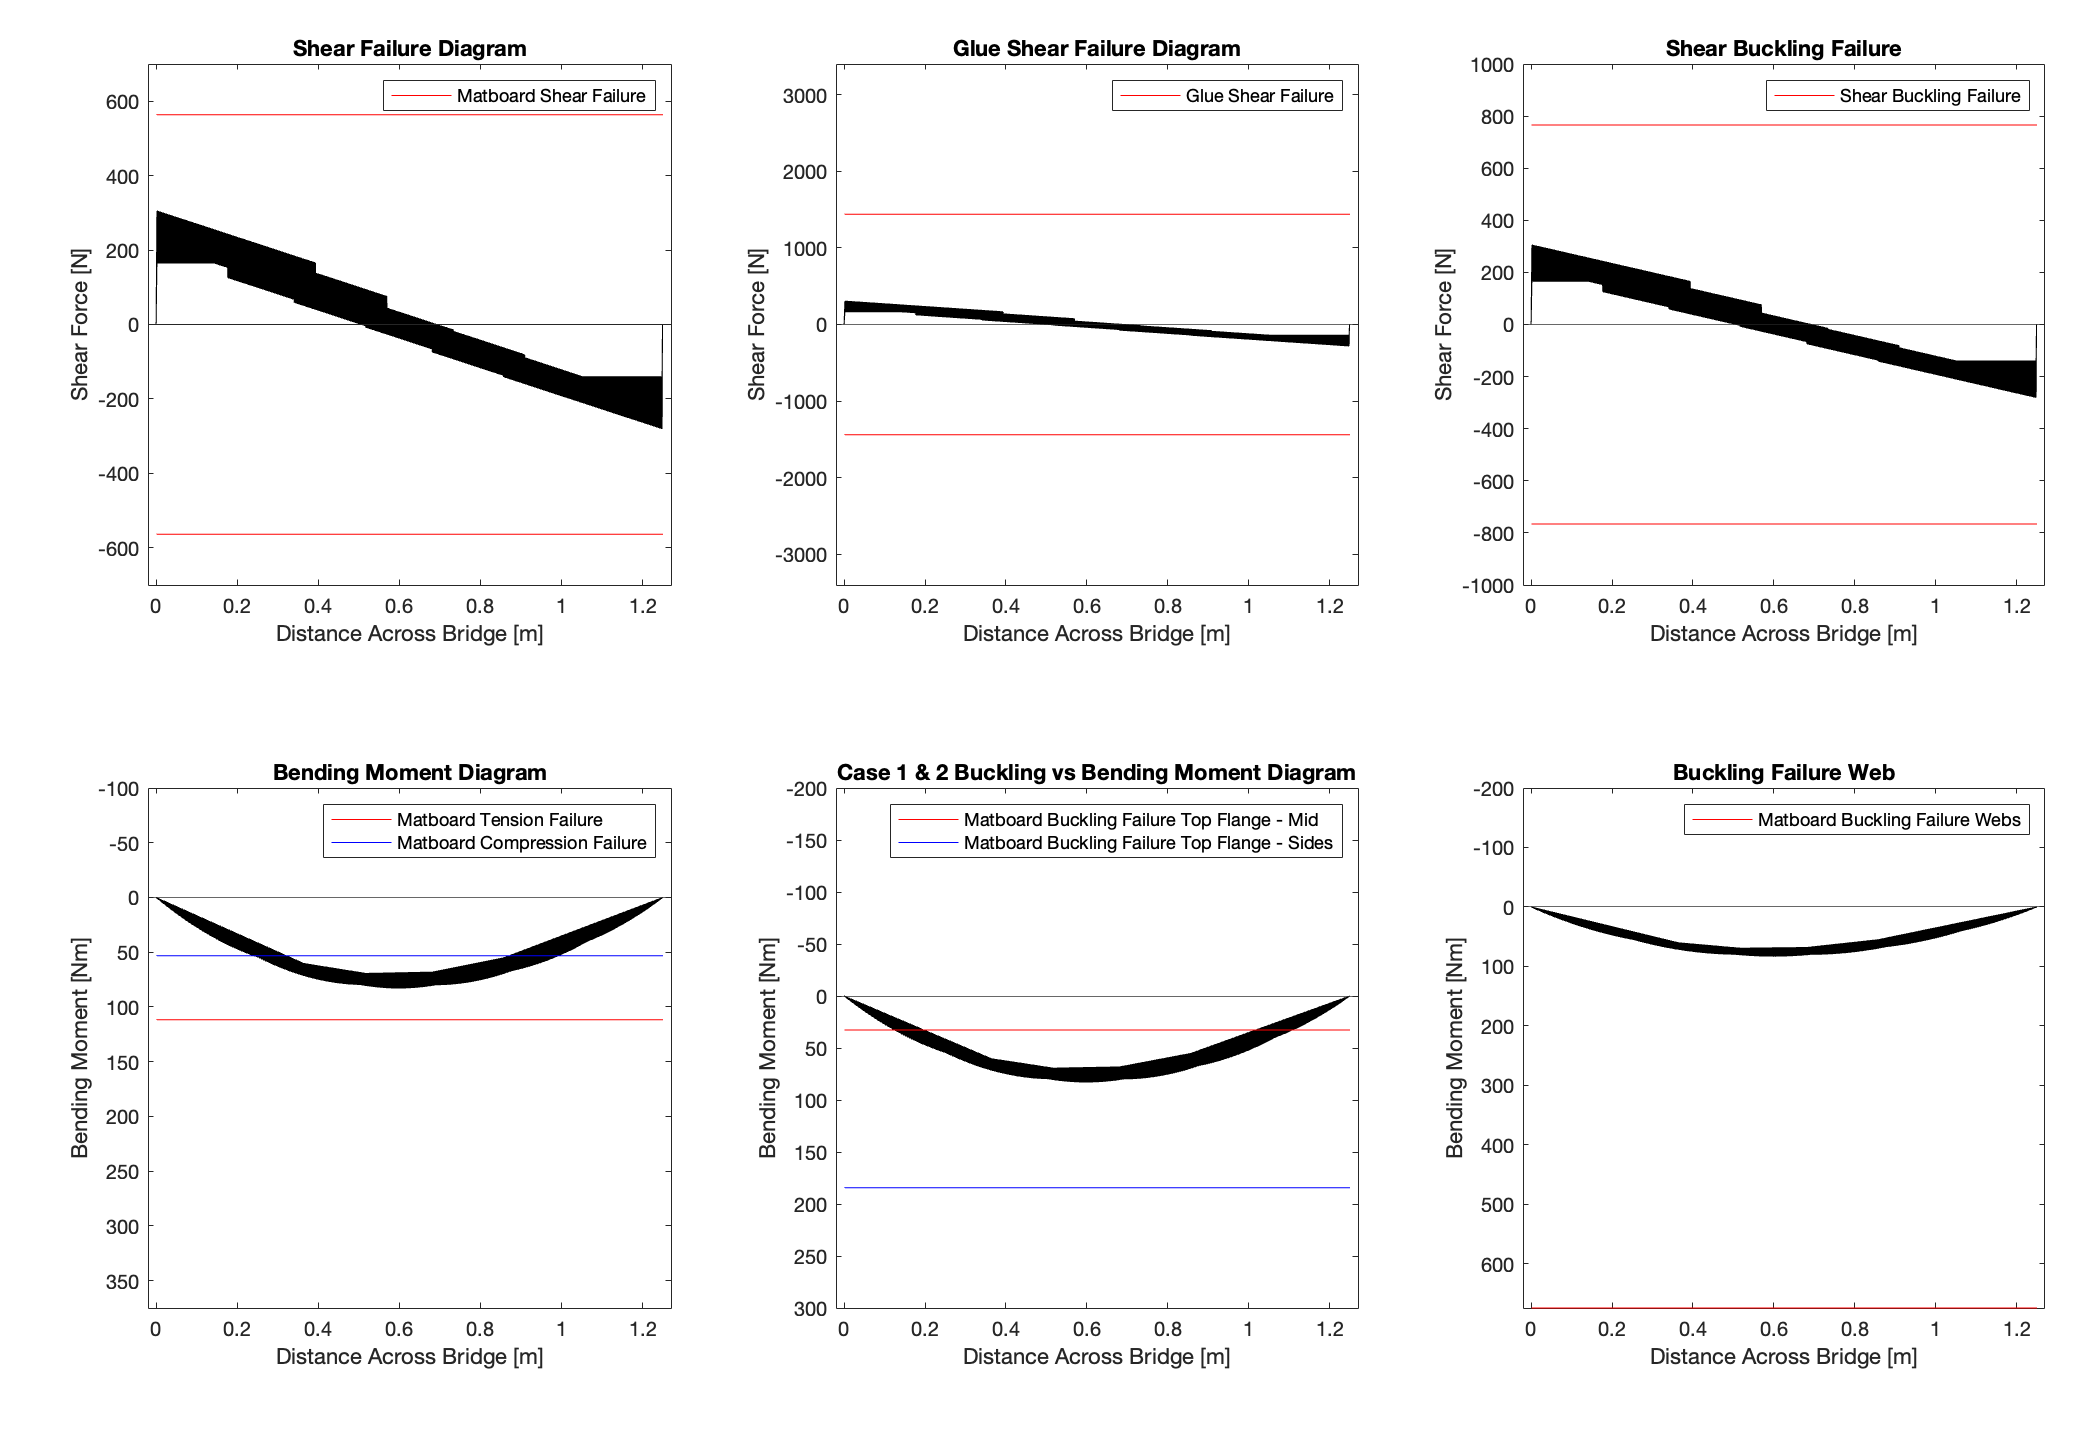 Shear Failure Diagram
Matboard Shear Failure
600
400
200
0
-200
-400
-600
Shear Force [N]
0 0.2 0.4 0.6 0.8 1 1.2
Distance Across Bridge [m]
Glue Shear Failure Diagram
Glue Shear Failure
3000
2000
1000
0
-1000
-2000
-3000
Shear Force [N]
0 0.2 0.4 0.6 0.8 1 1.2
Distance Across Bridge [m]
Shear Buckling Failure
Shear Buckling Failure
1000
800
600
400
200
0
-200
-400
-600
-800
-1000
Shear Force [N]
0 0.2 0.4 0.6 0.8 1 1.2
Distance Across Bridge [m]
Bending Moment Diagram
Matboard Tension Failure
Matboard Compression Failure
-100
-50
0
50
100
150
200
250
300
350
Bending Moment [Nm]
0 0.2 0.4 0.6 0.8 1 1.2
Distance Across Bridge [m]
Case 1 & 2 Buckling vs Bending Moment Diagram
Matboard Buckling Failure Top Flange - Mid
Matboard Buckling Failure Top Flange - Sides
-200
-150
-100
-50
0
50
100
150
200
250
300
Bending Moment [Nm]
0 0.2 0.4 0.6 0.8 1 1.2
Distance Across Bridge [m]
Buckling Failure Web
Matboard Buckling Failure Webs
-200
-100
0
100
200
300
400
500
600
Bending Moment [Nm]
0 0.2 0.4 0.6 0.8 1 1.2
Distance Across Bridge [m]